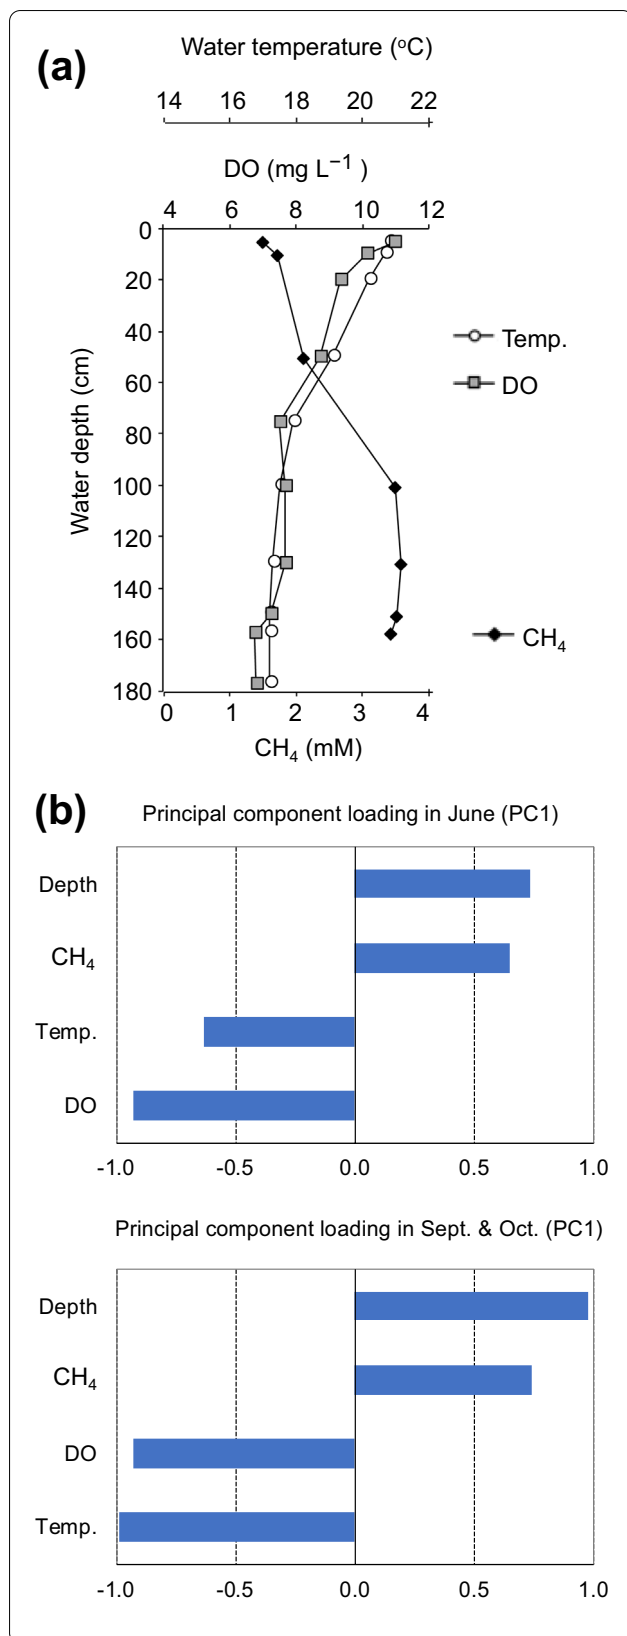 (a)
Water temperature (°C)
14 16 18 20 22
DO (mg L⁻¹ )
4 6 8 10 12
Water depth (cm)
0
20
40
60
80
100
120
140
160
180
Temp.
DO
CH₄
0 1 2 3 4
CH₄ (mM)
(b)
Principal component loading in June (PC1)
Depth
CH₄
Temp.
DO
-1.0 -0.5 0.0 0.5 1.0
Principal component loading in Sept. & Oct. (PC1)
Depth
CH₄
DO
Temp.
-1.0 -0.5 0.0 0.5 1.0